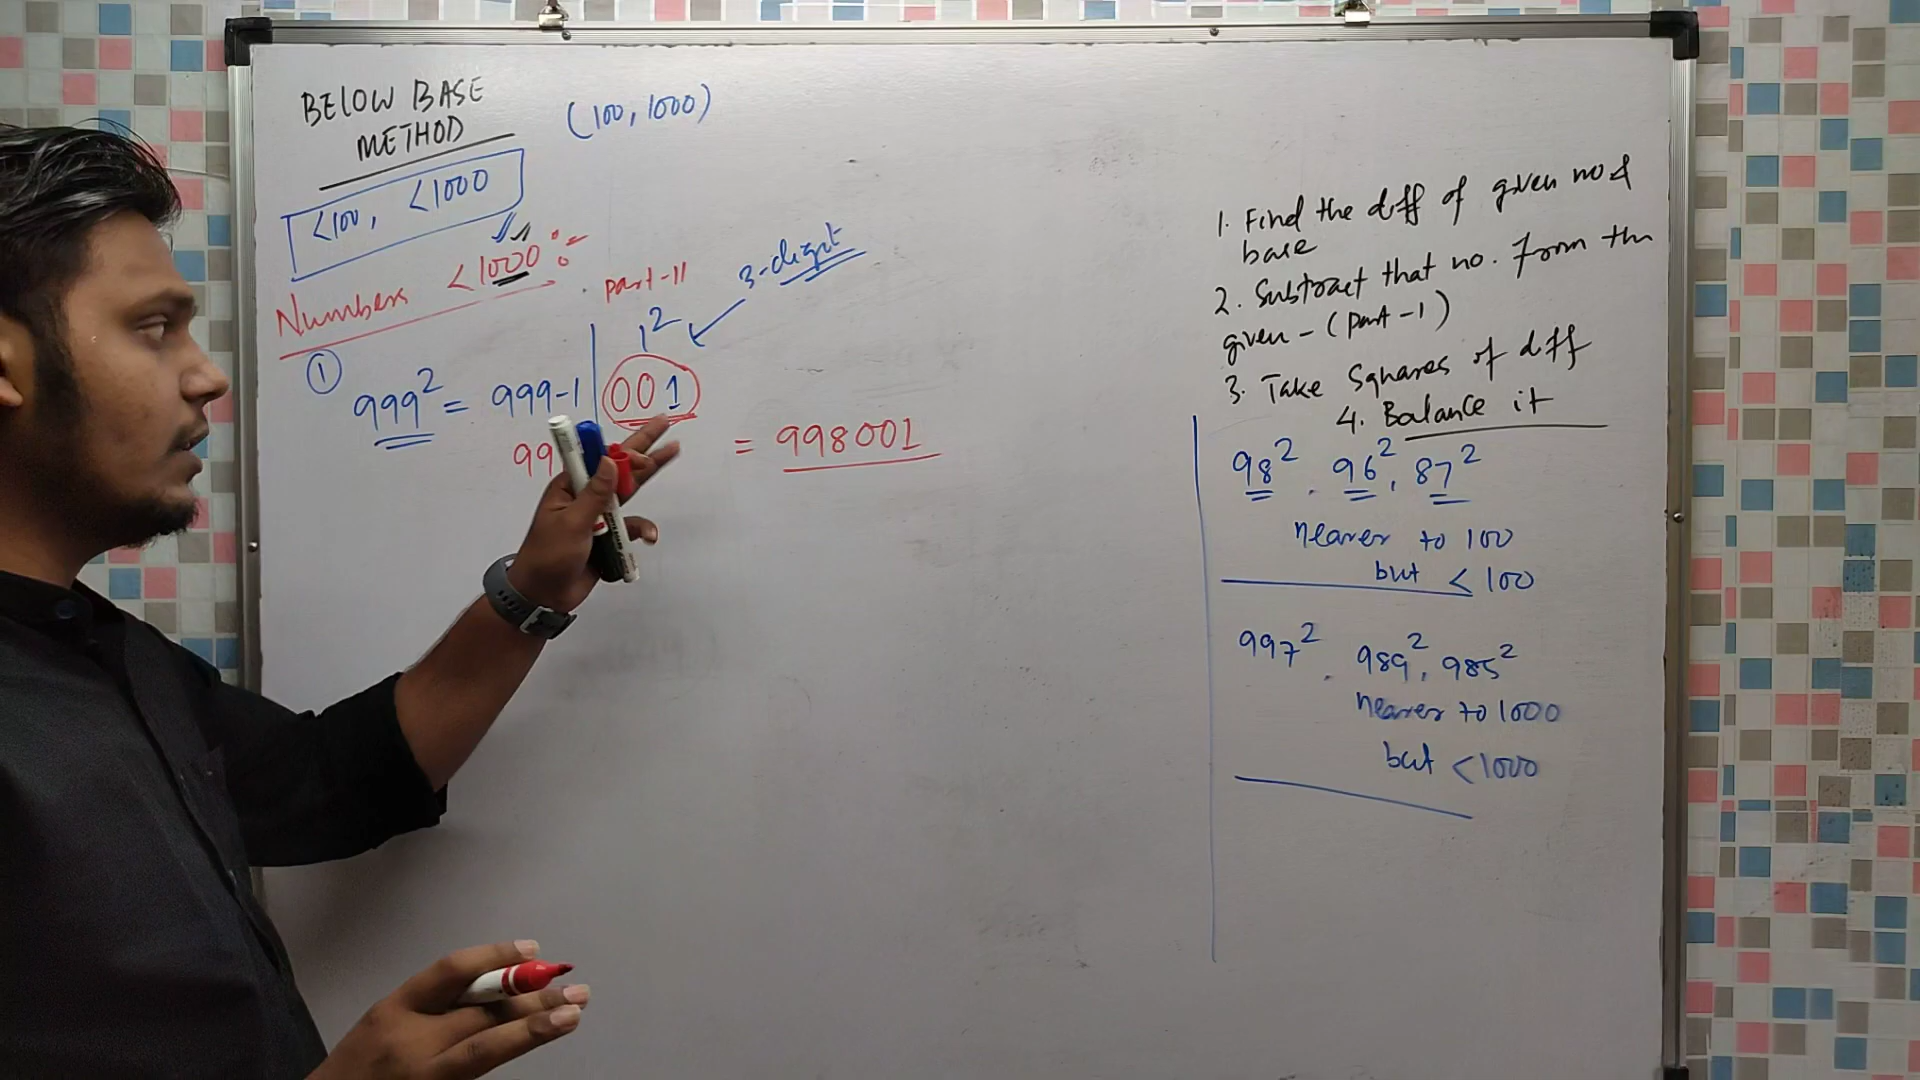 BELOW BASE
METHOD
(100, 1000)
<100, <1000
Numbers <1000 :=
part-II
3-digit
1²
① 999² = 999-1 | 001
99
= 998001
1. Find the diff of given no &
base
2. Subtract that no. from the
given - (part -1)
3. Take Squares of diff
4. Balance it
98² . 96² , 87²
nearer to 100
but < 100
997² . 989² , 985²
nearer to 1000
but < 1000